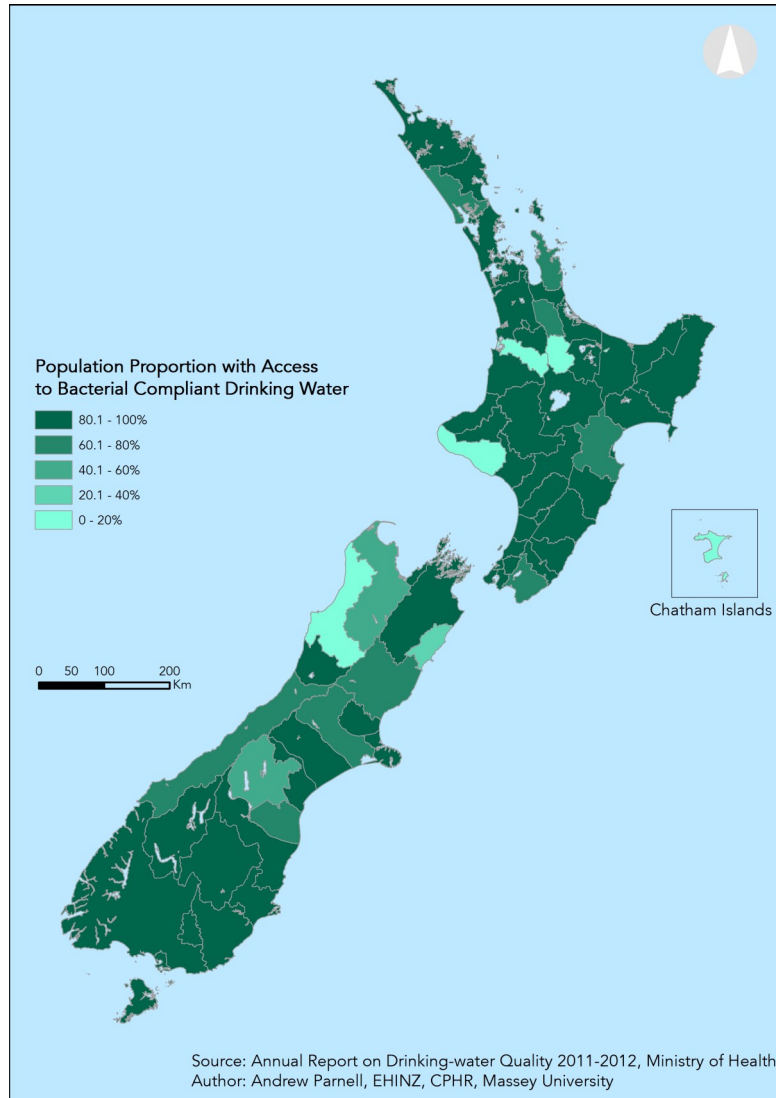 Population Proportion with Access
to Bacterial Compliant Drinking Water
80.1 - 100%
60.1 - 80%
40.1 - 60%
20.1 - 40%
0 - 20%
Chatham Islands
0 50 100 200
Km
Source: Annual Report on Drinking-water Quality 2011-2012, Ministry of Health
Author: Andrew Parnell, EHINZ, CPHR, Massey University